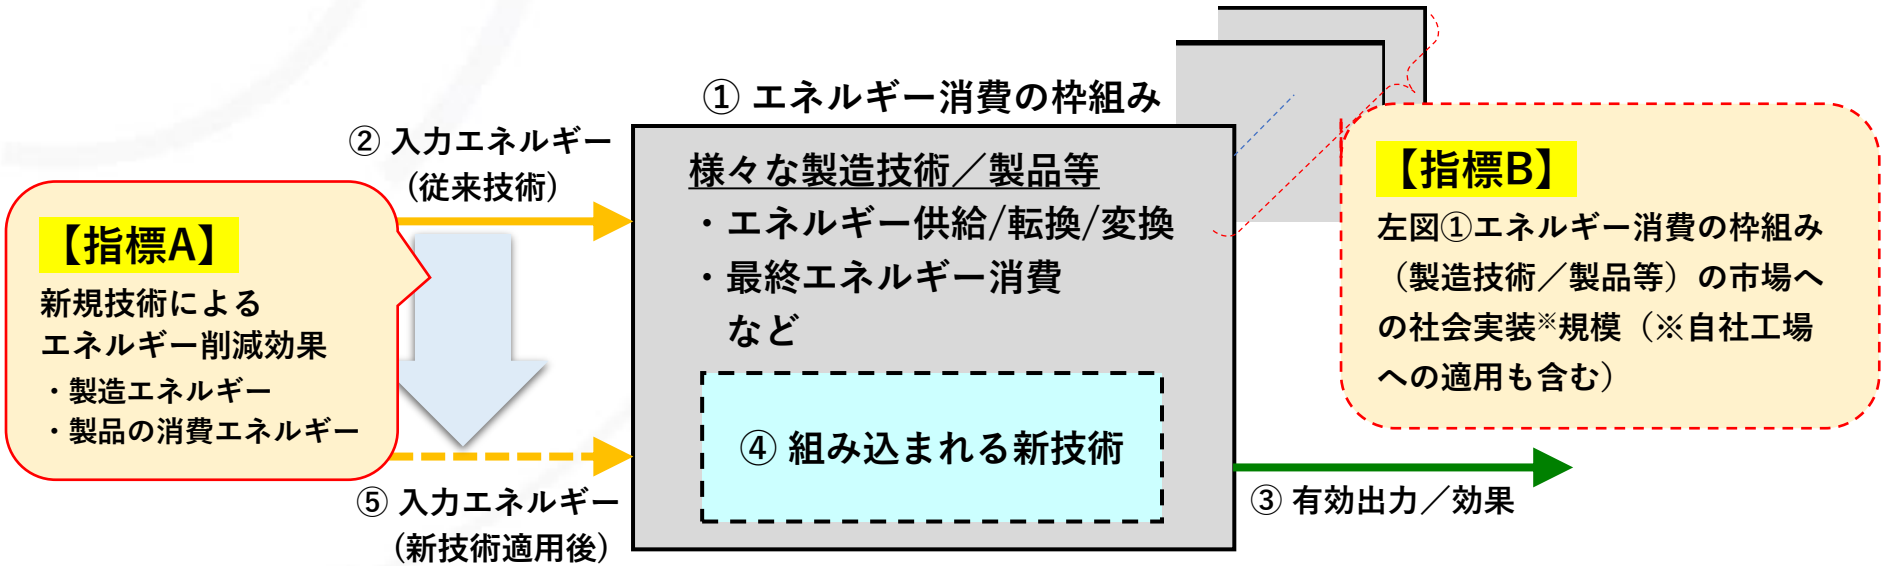 ① エネルギー消費の枠組み
② 入力エネルギー
(従来技術)
【指標A】
新規技術による
エネルギー削減効果
・製造エネルギー
・製品の消費エネルギー
⑤ 入力エネルギー
(新技術適用後)
様々な製造技術／製品等
・エネルギー供給/転換/変換
・最終エネルギー消費
など
④ 組み込まれる新技術
【指標B】
左図①エネルギー消費の枠組み
（製造技術／製品等）の市場へ
の社会実装※規模（※自社工場
への適用も含む）
③ 有効出力／効果